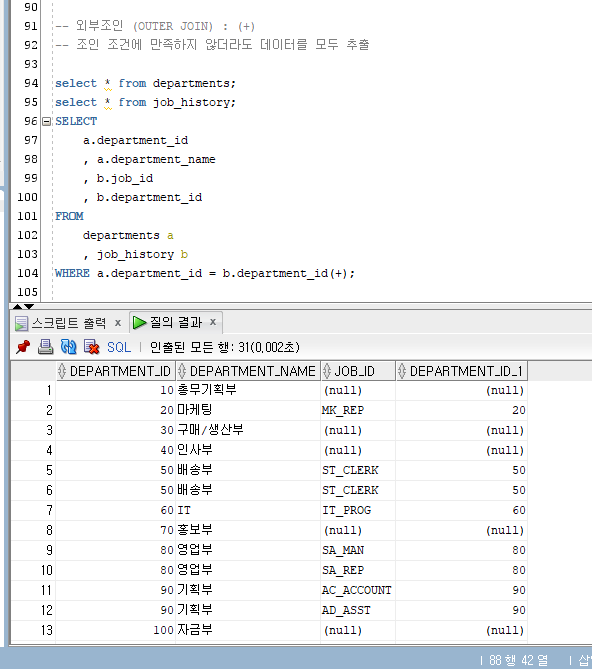 90
91 -- 외부조인 (OUTER JOIN) : (+)
92 -- 조인 조건에 만족하지 않더라도 데이터를 모두 추출
93
94 select * from departments;
95 select * from job_history;
96 SELECT
97 a.department_id
98 , a.department_name
99 , b.job_id
100 , b.department_id
101 FROM
102 departments a
103 , job_history b
104 WHERE a.department_id = b.department_id(+);
105
스크립트 출력 x 질의 결과 x
SQL | 인출된 모든 행: 31(0,002초)
DEPARTMENT_ID DEPARTMENT_NAME JOB_ID DEPARTMENT_ID_1
1 10 총무기획부 (null) (null)
2 20 마케팅 MK_REP 20
3 30 구매/생산부 (null) (null)
4 40 인사부 (null) (null)
5 50 배송부 ST_CLERK 50
6 50 배송부 ST_CLERK 50
7 60 IT IT_PROG 60
8 70 홍보부 (null) (null)
9 80 영업부 SA_MAN 80
10 80 영업부 SA_REP 80
11 90 기획부 AC_ACCOUNT 90
12 90 기획부 AD_ASST 90
13 100 자금부 (null) (null)
| 88 행 42 열 | 삽